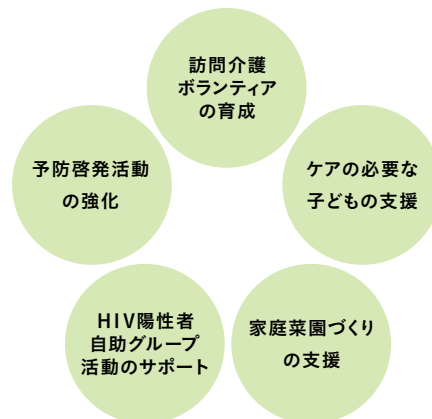 訪問介護
ボランティア
の育成
予防啓発活動
の強化
ケアの必要な
子どもの支援
HIV陽性者
自助グループ
活動のサポート
家庭菜園づくり
の支援